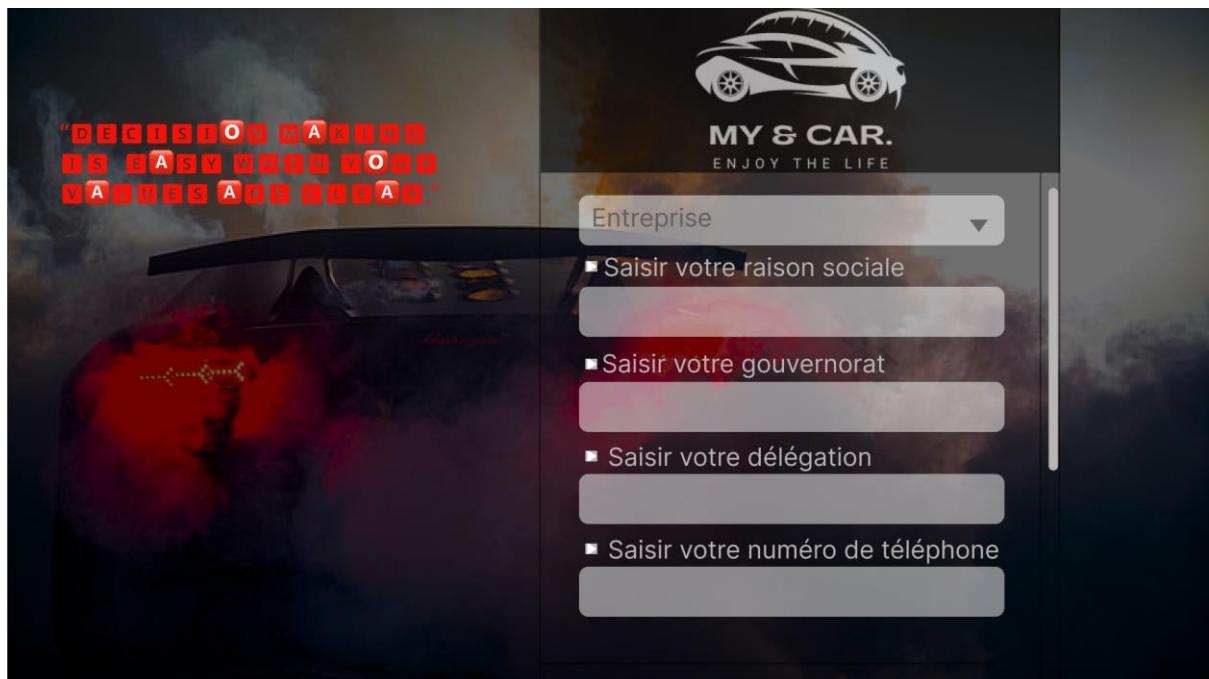 “DECISION MAKING
IS EASY WHEN YOUR
VALUES ARE CLEAR.”
MY & CAR.
ENJOY THE LIFE
Entreprise
Saisir votre raison sociale
Saisir votre gouvernorat
Saisir votre délégation
Saisir votre numéro de téléphone